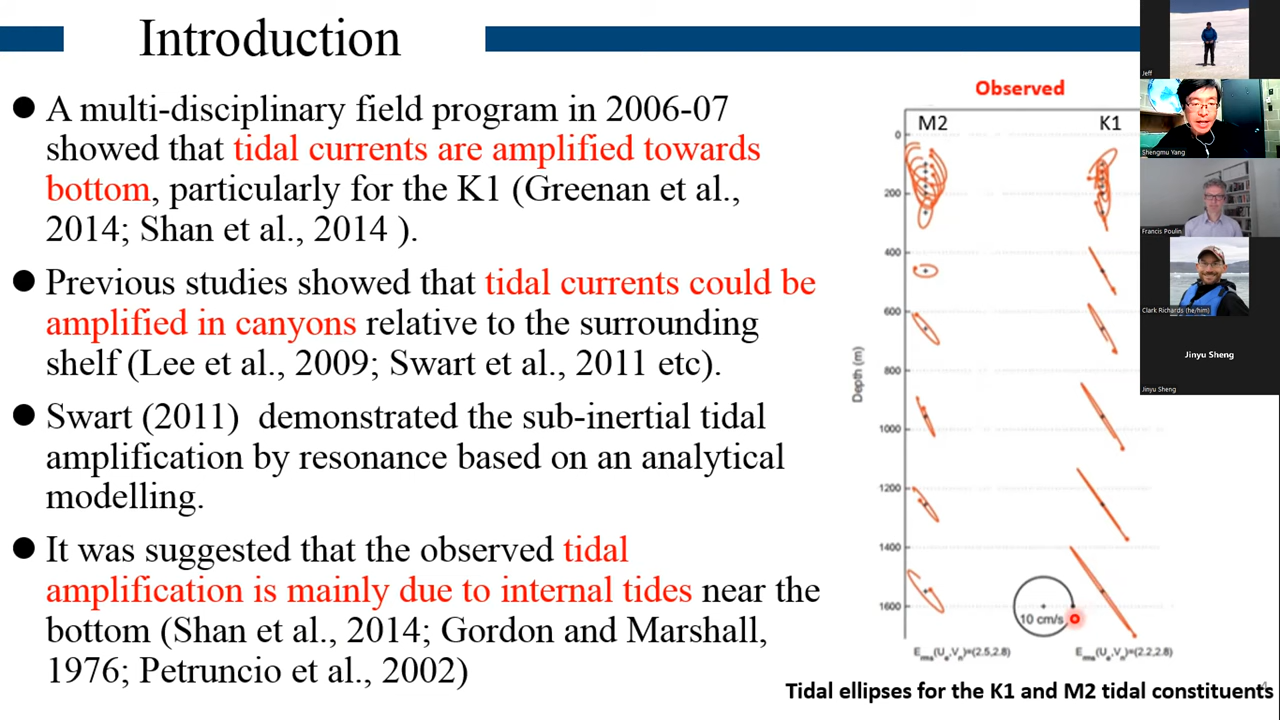 Introduction
● A multi-disciplinary field program in 2006-07
showed that tidal currents are amplified towards
bottom, particularly for the K1 (Greenan et al.,
2014; Shan et al., 2014 ).
● Previous studies showed that tidal currents could be
amplified in canyons relative to the surrounding
shelf (Lee et al., 2009; Swart et al., 2011 etc).
● Swart (2011) demonstrated the sub-inertial tidal
amplification by resonance based on an analytical
modelling.
● It was suggested that the observed tidal
amplification is mainly due to internal tides near the
bottom (Shan et al., 2014; Gordon and Marshall,
1976; Petruncio et al., 2002)
Observed
M2 K1
0
200
400
600
800
1000
1200
1400
1600
Depth (m)
10 cm/s
Tidal ellipses for the K1 and M2 tidal constituents
Jeff
Shengmu Yang
Francis Poulin
Clark Richards (he/him)
Jinyu Sheng
Jinyu Sheng